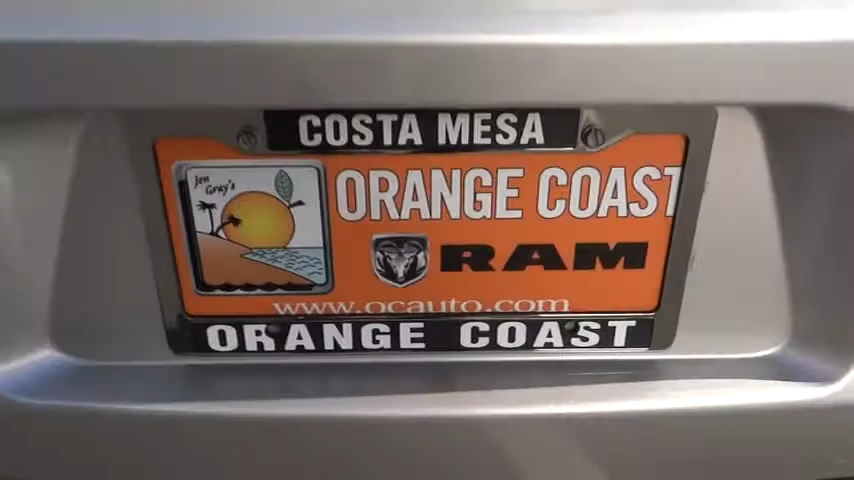 COSTA MESA
Jon Gray's
ORANGE COAST
RAM
www.ocauto.com
ORANGE COAST